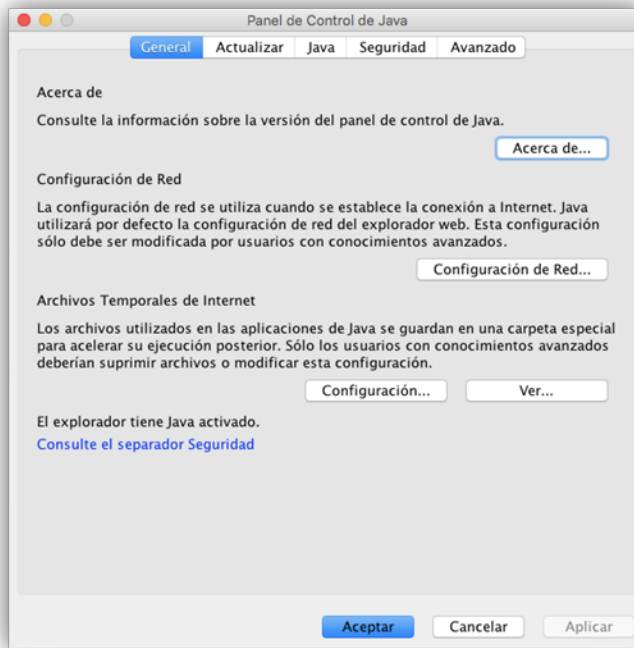 Panel de Control de Java
General Actualizar Java Seguridad Avanzado
Acerca de
Consulte la información sobre la versión del panel de control de Java.
Acerca de...
Configuración de Red
La configuración de red se utiliza cuando se establece la conexión a Internet. Java
utilizará por defecto la configuración de red del explorador web. Esta configuración
sólo debe ser modificada por usuarios con conocimientos avanzados.
Configuración de Red...
Archivos Temporales de Internet
Los archivos utilizados en las aplicaciones de Java se guardan en una carpeta especial
para acelerar su ejecución posterior. Sólo los usuarios con conocimientos avanzados
deberían suprimir archivos o modificar esta configuración.
Configuración... Ver...
El explorador tiene Java activado.
Consulte el separador Seguridad
Aceptar Cancelar Aplicar